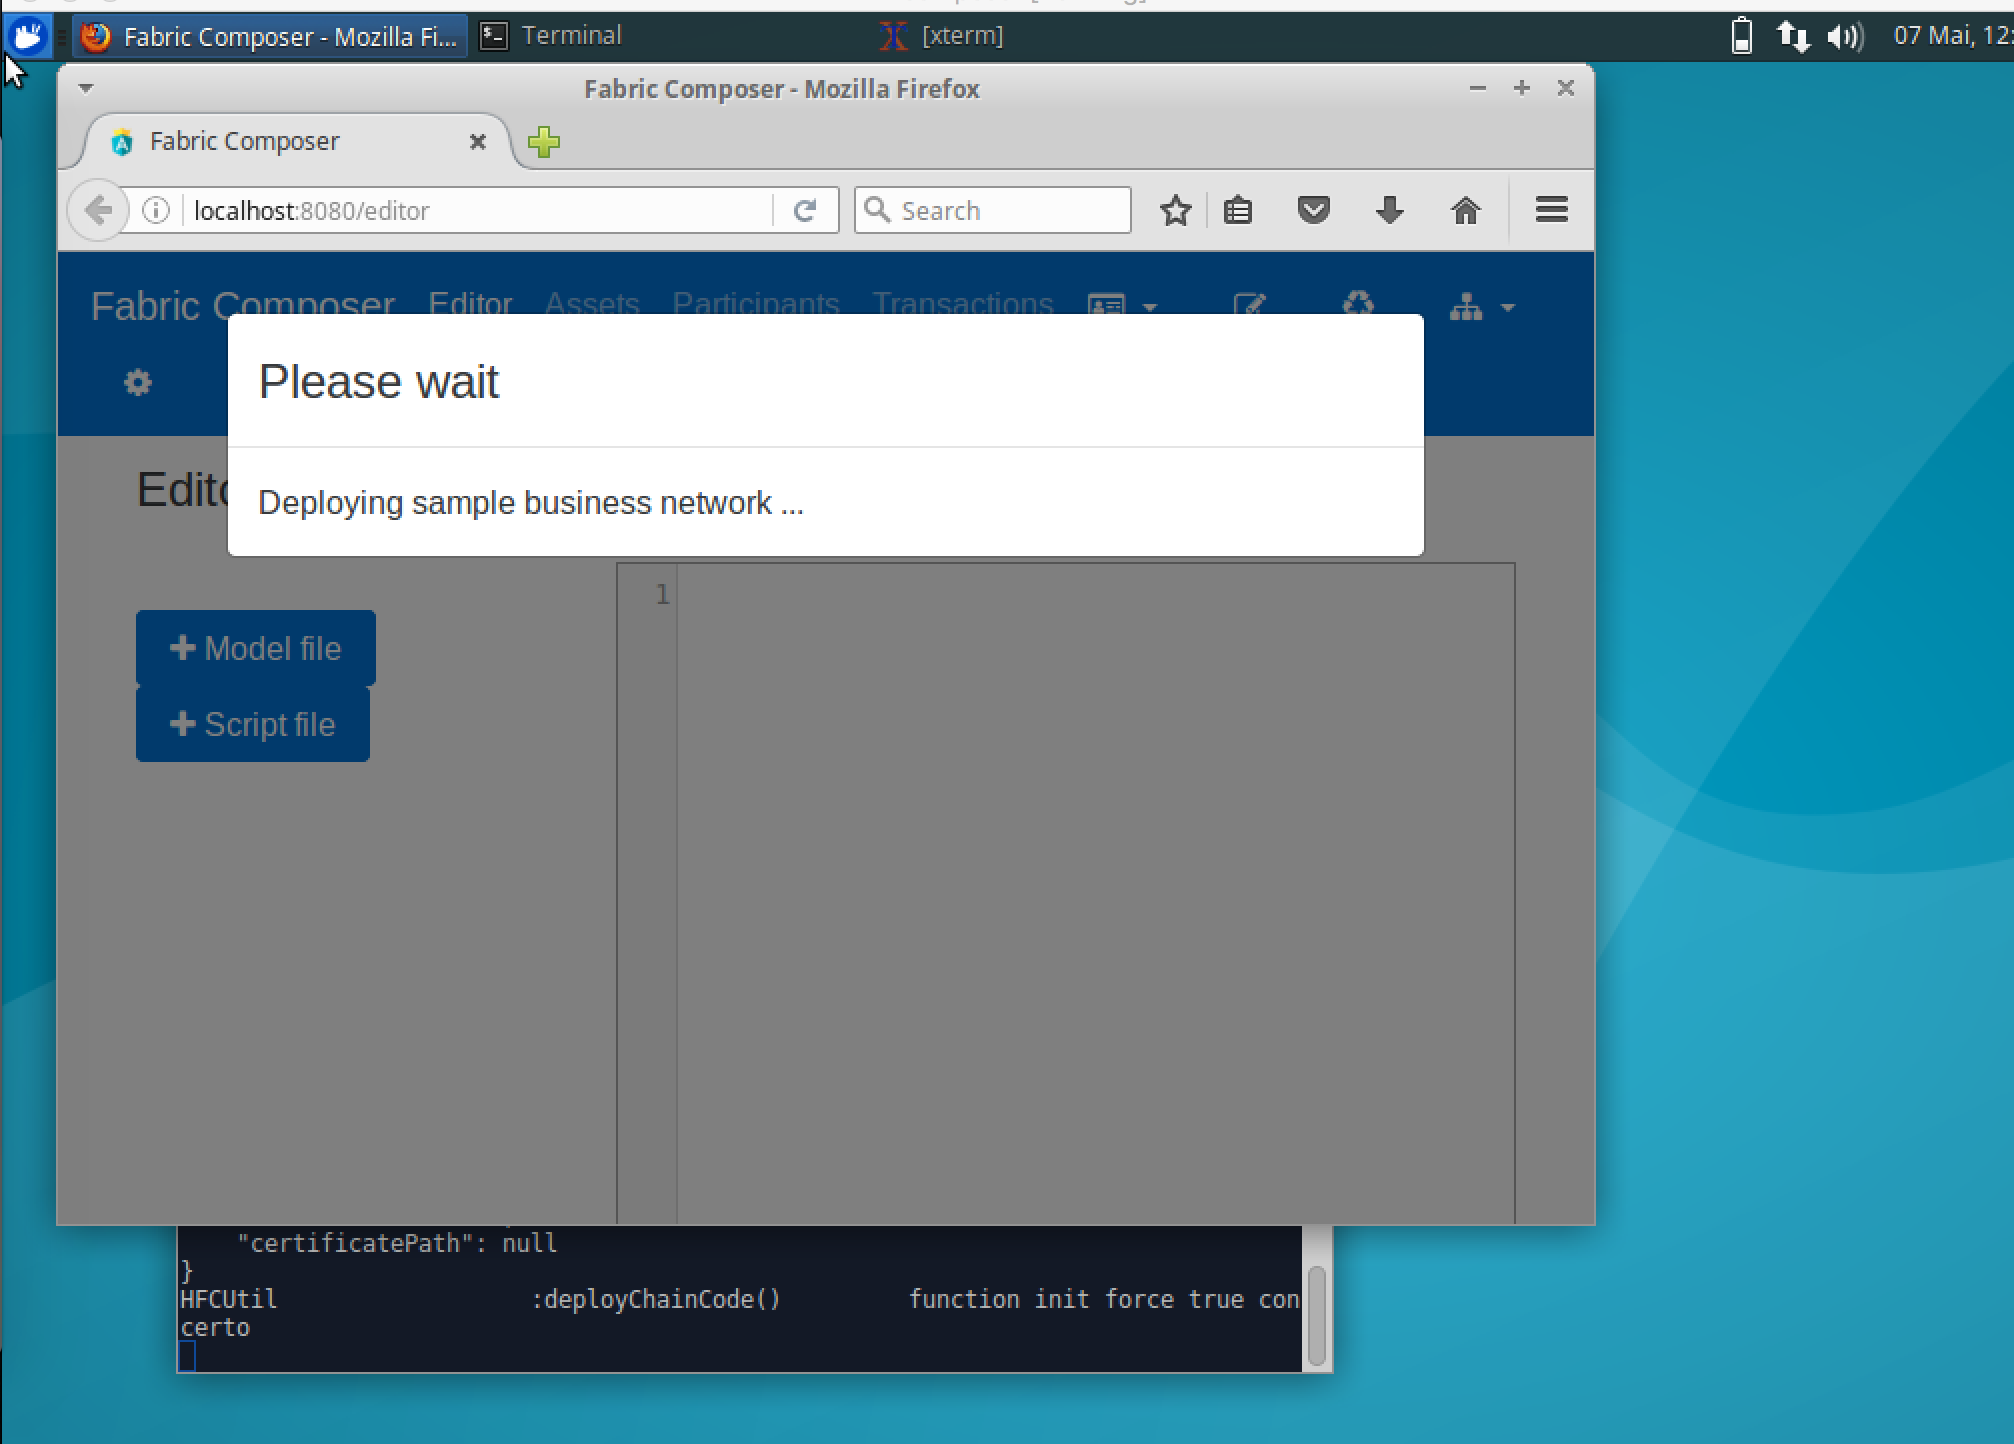 Fabric Composer - Mozilla Fi...
Terminal
[xterm]
07 Mai, 12:
Fabric Composer - Mozilla Firefox
Fabric Composer
localhost:8080/editor
Search
Fabric Composer Editor Assets Participants Transactions
Please wait
Deploying sample business network ...
1
Model file
Script file
"certificatePath": null
}
HFCUtil :deployChainCode() function init force true con
certo